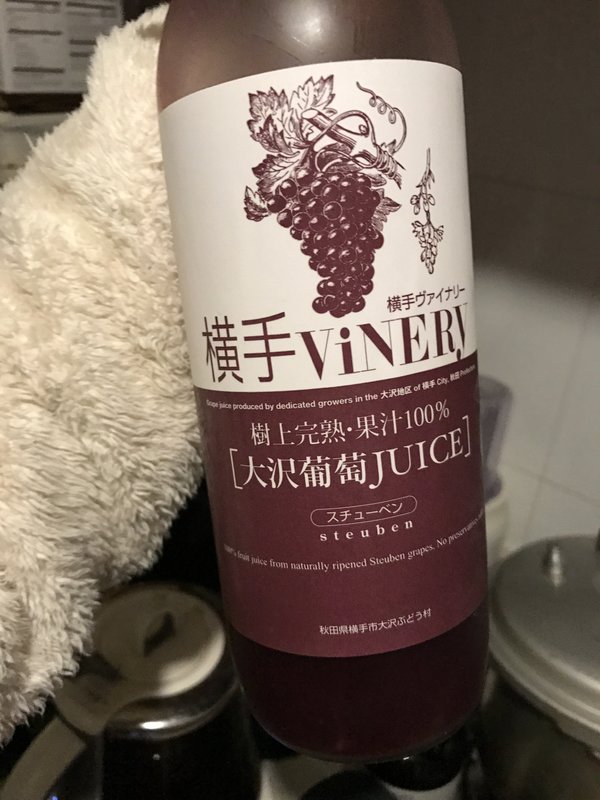 横手ヴァイナリー
横手ViNERy
Grape juice produced by dedicated growers in the 大沢地区 of 横手 City, 秋田 Prefecture
樹上完熟・果汁100%
[大沢葡萄JUICE]
スチューベン
steuben
100% fruit juice from naturally ripened Steuben grapes. No preservatives
秋田県横手市大沢ぶどう村